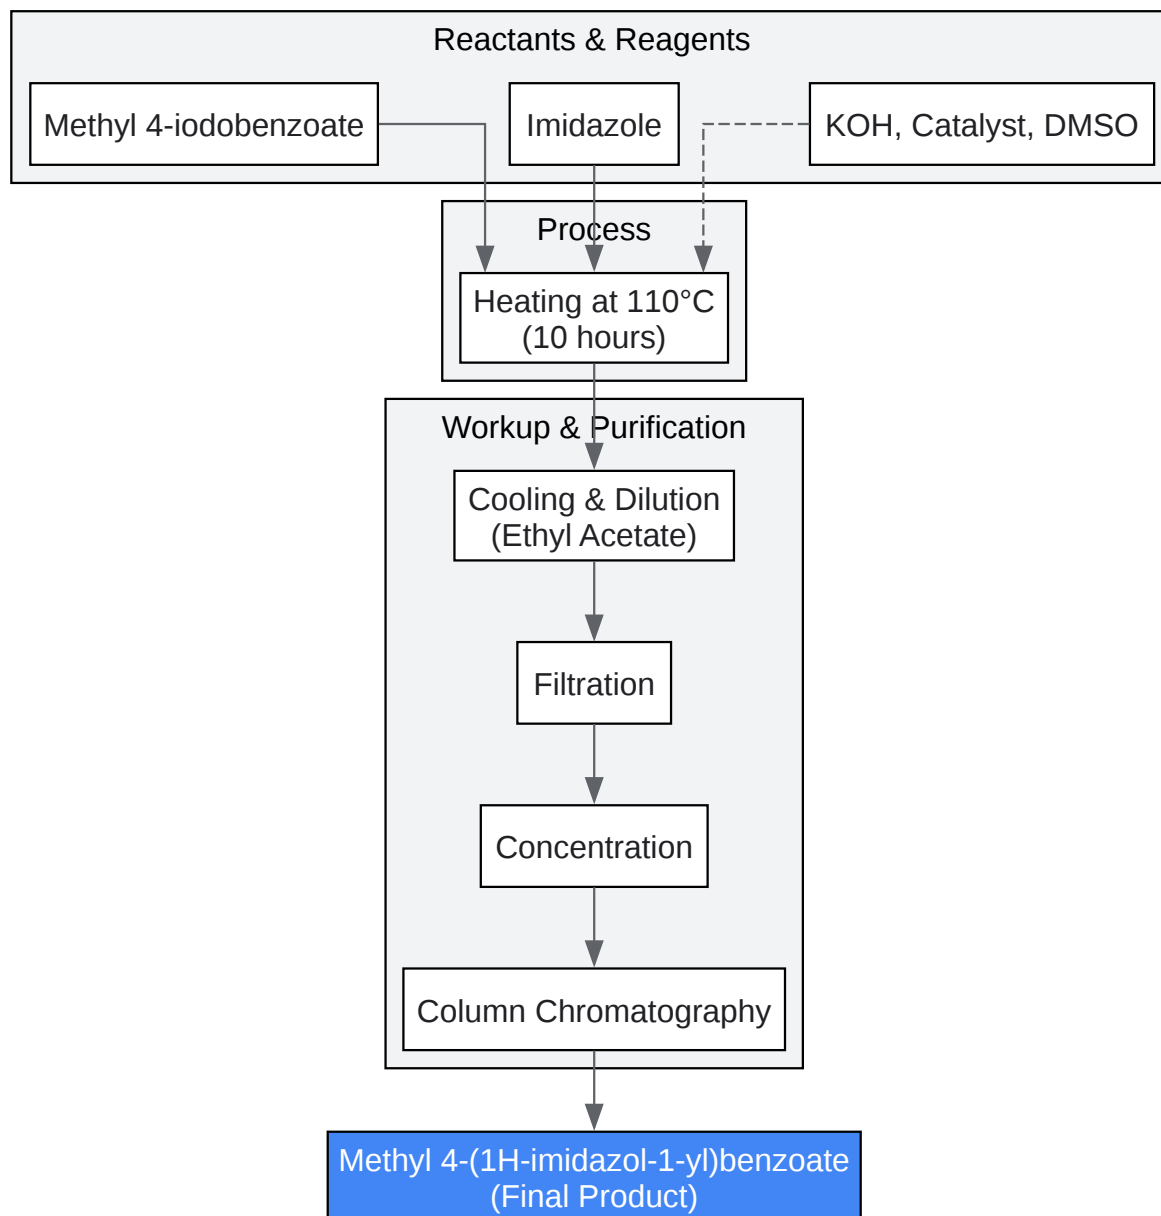 Reactants & Reagents
Methyl 4-iodobenzoate
Imidazole
KOH, Catalyst, DMSO
Process
Heating at 110°C
(10 hours)
Workup & Purification
Cooling & Dilution
(Ethyl Acetate)
Filtration
Concentration
Column Chromatography
Methyl 4-(1H-imidazol-1-yl)benzoate
(Final Product)